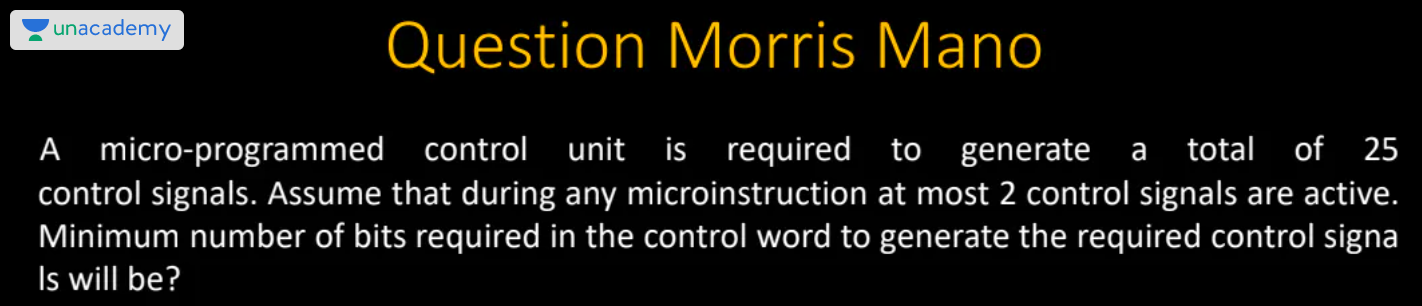 unacademy
Question Morris Mano
A micro-programmed control unit is required to generate a total of 25
control signals. Assume that during any microinstruction at most 2 control signals are active.
Minimum number of bits required in the control word to generate the required control signa
ls will be?